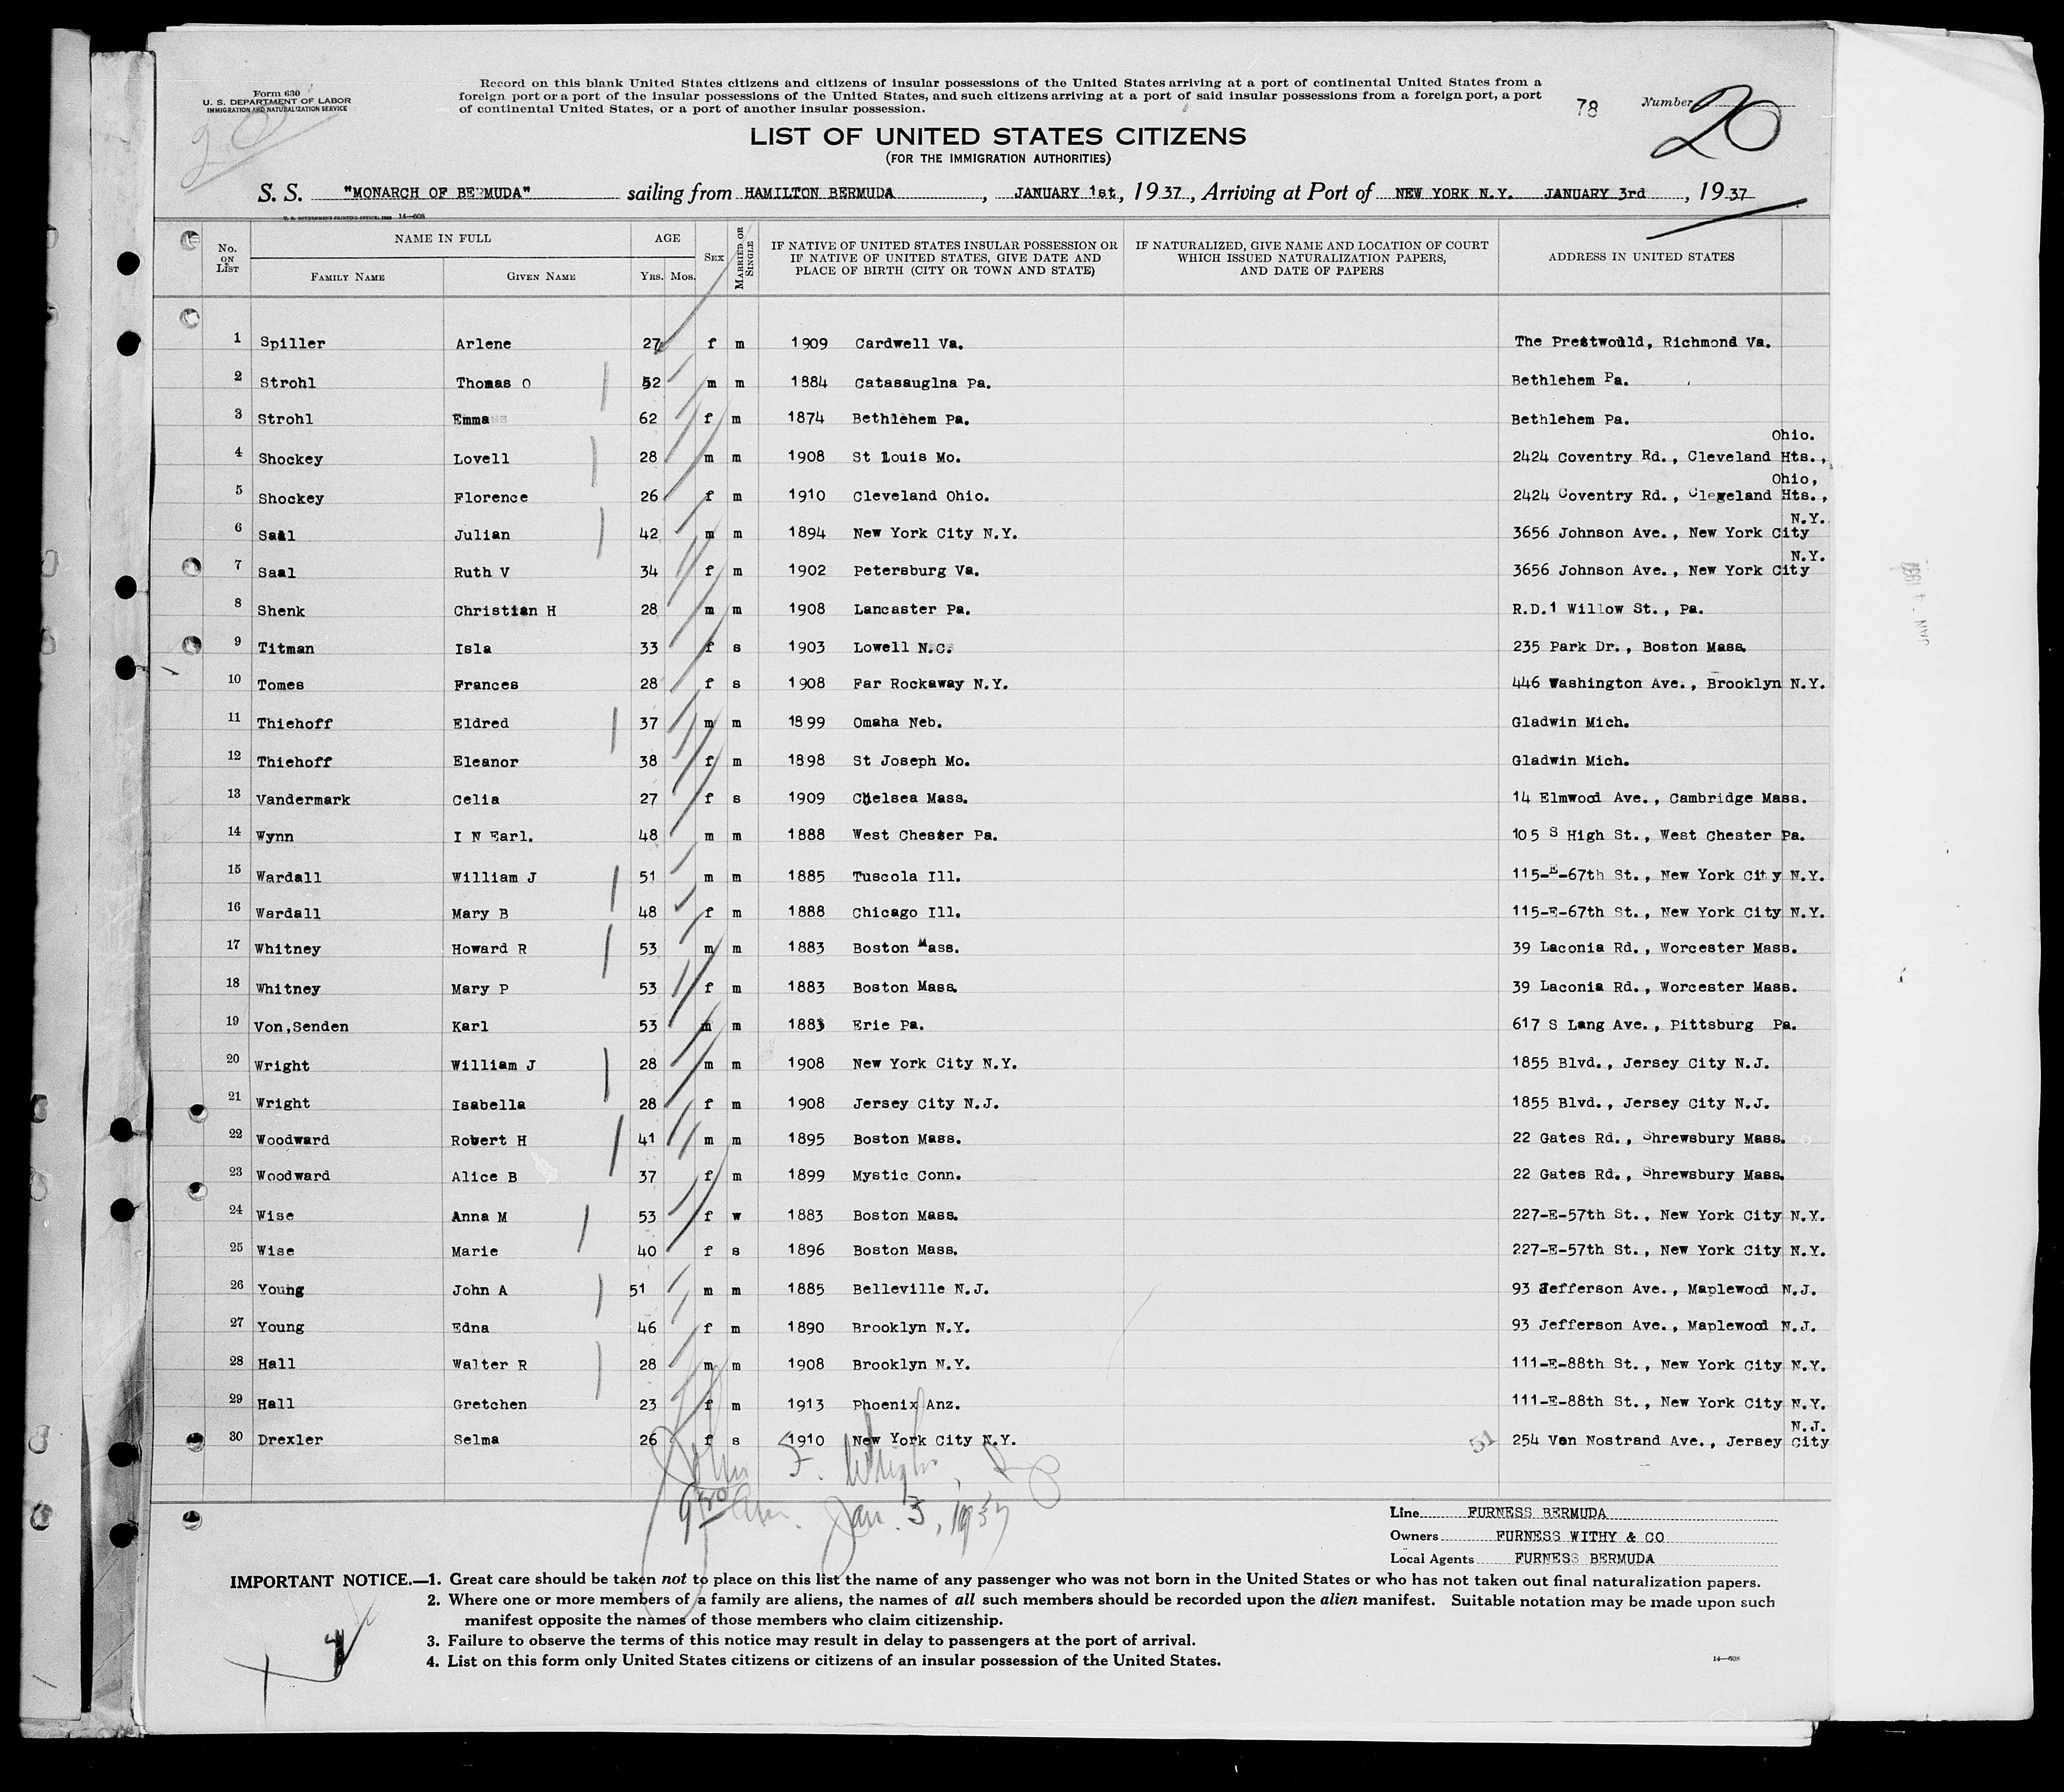 Form 630
U. S. DEPARTMENT OF LABOR
IMMIGRATION AND NATURALIZATION SERVICE
20
Record on this blank United States citizens and citizens of insular possessions of the United States arriving at a port of continental United States from a
foreign port or a port of the insular possessions of the United States, and such citizens arriving at a port of said insular possessions from a foreign port, a port
of continental United States, or a port of another insular possession.
78 Number 20
LIST OF UNITED STATES CITIZENS
(FOR THE IMMIGRATION AUTHORITIES)
S. S. "MONARCH OF BERMUDA" sailing from HAMILTON BERMUDA, JANUARY 1st, 1937, Arriving at Port of NEW YORK N.Y. JANUARY 3rd, 1937
U. S. GOVERNMENT PRINTING OFFICE: 14—608
No. ON LIST NAME IN FULL AGE SEX MARRIED OR SINGLE IF NATIVE OF UNITED STATES INSULAR POSSESSION OR IF NATIVE OF UNITED STATES, GIVE DATE AND PLACE OF BIRTH (CITY OR TOWN AND STATE) IF NATURALIZED, GIVE NAME AND LOCATION OF COURT WHICH ISSUED NATURALIZATION PAPERS, AND DATE OF PAPERS ADDRESS IN UNITED STATES
FAMILY NAME GIVEN NAME YRS. MOS.
1 Spiller Arlene 27 f m 1909 Cardwell Va. The Prestwould, Richmond Va.
2 Strohl Thomas O 52 m m 1884 Catasauglna Pa. Bethlehem Pa.
3 Strohl Emma 62 f m 1874 Bethlehem Pa. Bethlehem Pa.
4 Shockey Lovell 28 m m 1908 St Louis Mo. 2424 Coventry Rd., Cleveland Hts., Ohio.
5 Shockey Florence 26 f m 1910 Cleveland Ohio. 2424 Coventry Rd., Cleveland Hts., Ohio,
6 Saal Julian 42 m m 1894 New York City N.Y. 3656 Johnson Ave., New York City N.Y.
7 Saal Ruth V 34 f m 1902 Petersburg Va. 3656 Johnson Ave., New York City N.Y.
8 Shenk Christian H 28 m m 1908 Lancaster Pa. R.D.1 Willow St., Pa.
9 Titman Isla 33 f s 1903 Lowell N.C. 235 Park Dr., Boston Mass.
10 Tomes Frances 28 f s 1908 Far Rockaway N.Y. 446 Washington Ave., Brooklyn N.Y.
11 Thiehoff Eldred 37 m m 1899 Omaha Neb. Gladwin Mich.
12 Thiehoff Eleanor 38 f m 1898 St Joseph Mo. Gladwin Mich.
13 Vandermark Celia 27 f s 1909 Chelsea Mass. 14 Elmwood Ave., Cambridge Mass.
14 Wynn I N Earl. 48 m m 1888 West Chester Pa. 105 S High St., West Chester Pa.
15 Wardall William J 51 m m 1885 Tuscola Ill. 115-E-67th St., New York City N.Y.
16 Wardall Mary B 48 f m 1888 Chicago Ill. 115-E-67th St., New York City N.Y.
17 Whitney Howard R 53 m m 1883 Boston Mass. 39 Laconia Rd., Worcester Mass.
18 Whitney Mary P 53 f m 1883 Boston Mass. 39 Laconia Rd., Worcester Mass.
19 Von,Senden Karl 53 m m 1883 Erie Pa. 617 S Lang Ave., Pittsburg Pa.
20 Wright William J 28 m m 1908 New York City N.Y. 1855 Blvd., Jersey City N.J.
21 Wright Isabella 28 f m 1908 Jersey City N.J. 1855 Blvd., Jersey City N.J.
22 Woodward Robert H 41 m m 1895 Boston Mass. 22 Gates Rd., Shrewsbury Mass.
23 Woodward Alice B 37 f m 1899 Mystic Conn. 22 Gates Rd., Shrewsbury Mass.
24 Wise Anna M 53 f w 1883 Boston Mass. 227-E-57th St., New York City N.Y.
25 Wise Marie 40 f s 1896 Boston Mass. 227-E-57th St., New York City N.Y.
26 Young John A 51 m m 1885 Belleville N.J. 93 Jefferson Ave., Maplewood N.J.
27 Young Edna 46 f m 1890 Brooklyn N.Y. 93 Jefferson Ave., Maplewood N.J.
28 Hall Walter R 28 m m 1908 Brooklyn N.Y. 111-E-88th St., New York City N.Y.
29 Hall Gretchen 23 f m 1913 Phoenix Anz. 111-E-88th St., New York City N.Y.
30 Drexler Selma 26 f s 1910 New York City N.Y. 51 254 Van Nostrand Ave., Jersey City N.J.
John F. Wright
Jan. 3, 1937
Line FURNESS BERMUDA
Owners FURNESS WITHY & CO
Local Agents FURNESS BERMUDA
IMPORTANT NOTICE.—1. Great care should be taken not to place on this list the name of any passenger who was not born in the United States or who has not taken out final naturalization papers.
2. Where one or more members of a family are aliens, the names of all such members should be recorded upon the alien manifest. Suitable notation may be made upon such
manifest opposite the names of those members who claim citizenship.
3. Failure to observe the terms of this notice may result in delay to passengers at the port of arrival.
4. List on this form only United States citizens or citizens of an insular possession of the United States.
14—608